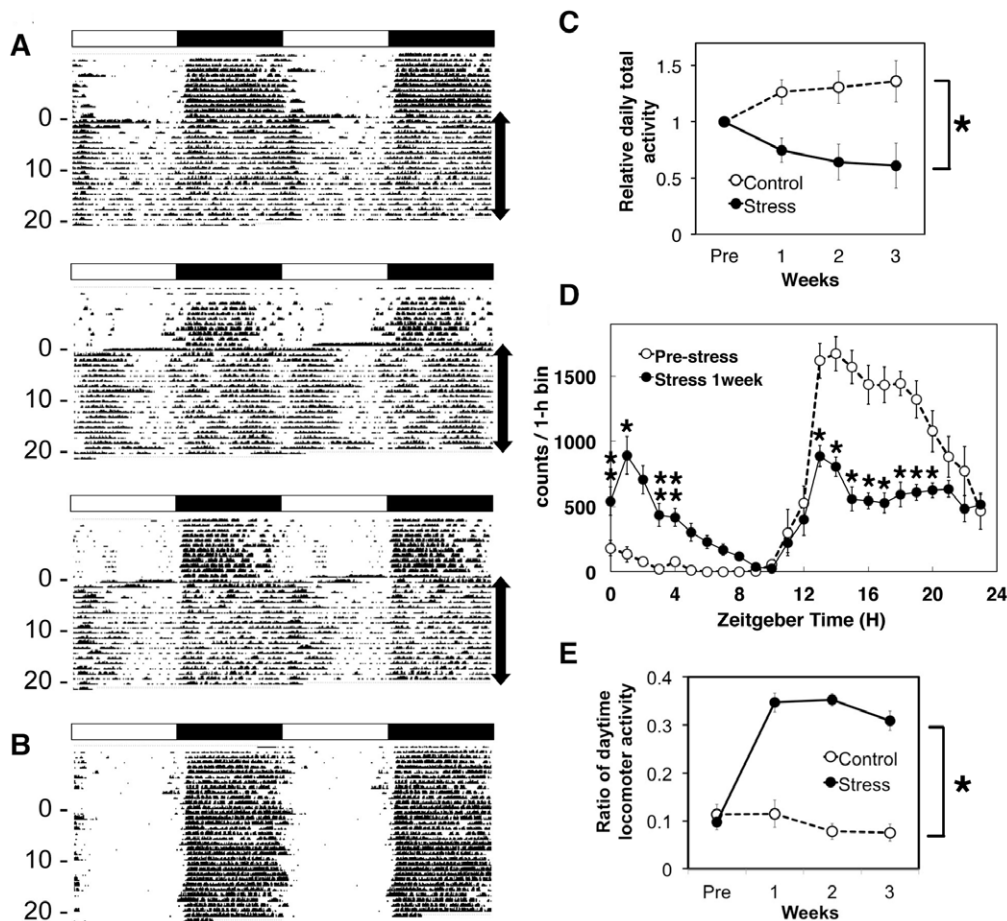 A
0 -
10 -
20 -
0 -
10 -
20 -
0 -
10 -
20 -
B
0 -
10 -
20 -
C
Relative daily total
activity
1.5
1
0.5
0
Control
Stress
*
Pre 1 2 3
Weeks
D
counts / 1-h bin
1500
1000
500
0
Pre-stress
Stress 1week
* * * * * * * * * * * * * * *
0 4 8 12 16 20 24
Zeitgeber Time (H)
E
Ratio of daytime
locomoter activity
0.4
0.3
0.2
0.1
0
Control
Stress
*
Pre 1 2 3
Weeks